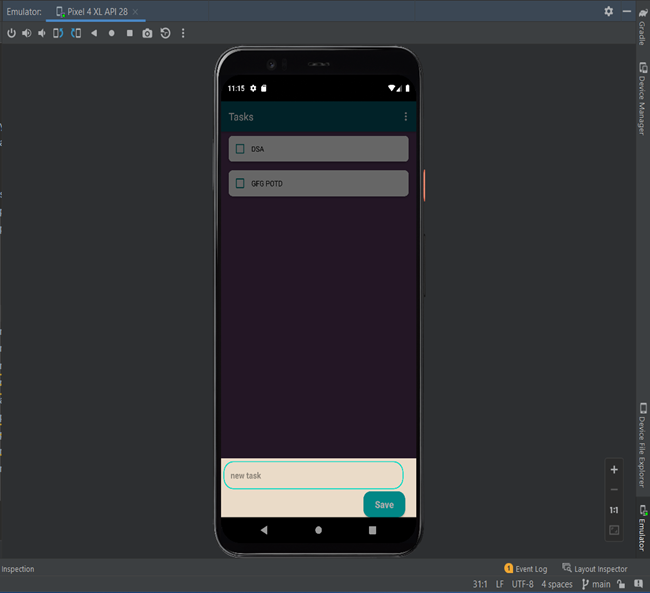 Emulator: Pixel 4 XL API 28
Gradle
Device Manager
11:15
Tasks
DSA
GFG POTD
new task
Save
1:1
Device File Explorer
Emulator
Inspection
1 Event Log
Layout Inspector
31:1 LF UTF-8 4 spaces main